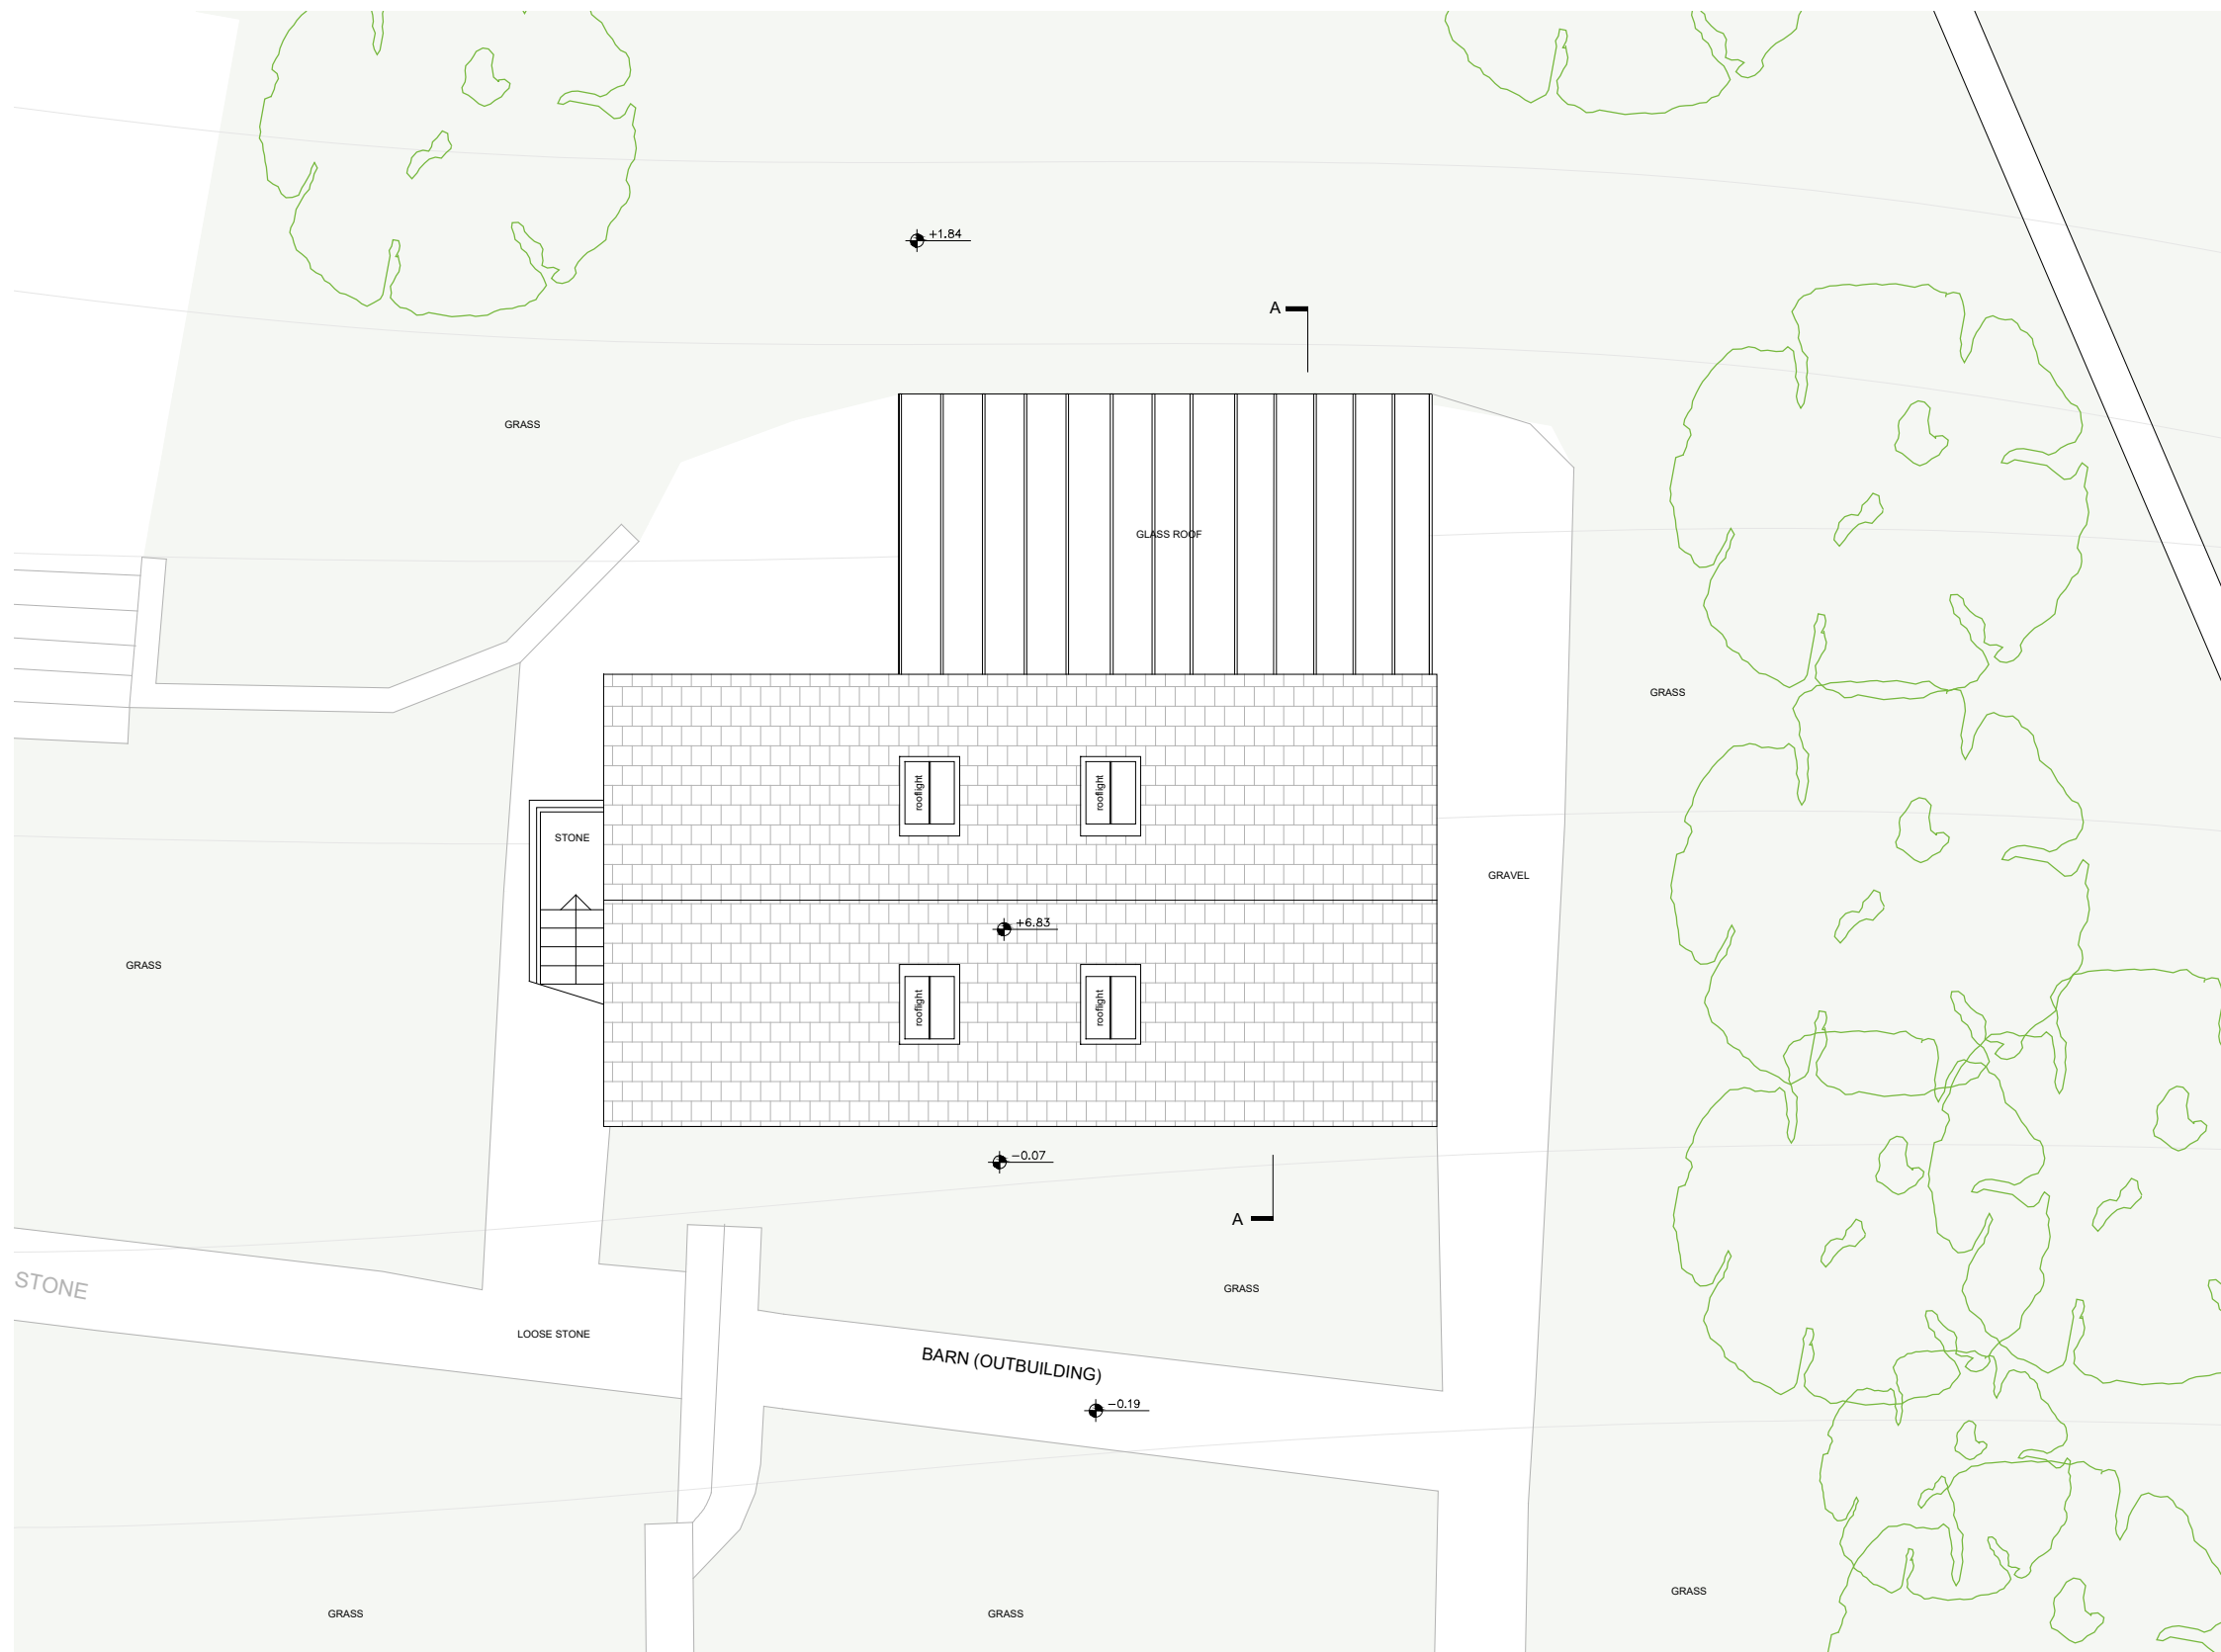 +1.84
A
GRASS
GLASS ROOF
GRASS
rooflight
rooflight
STONE
GRAVEL
+6.83
GRASS
rooflight
rooflight
-0.07
A
STONE
GRASS
LOOSE STONE
BARN (OUTBUILDING)
-0.19
GRASS
GRASS
GRASS